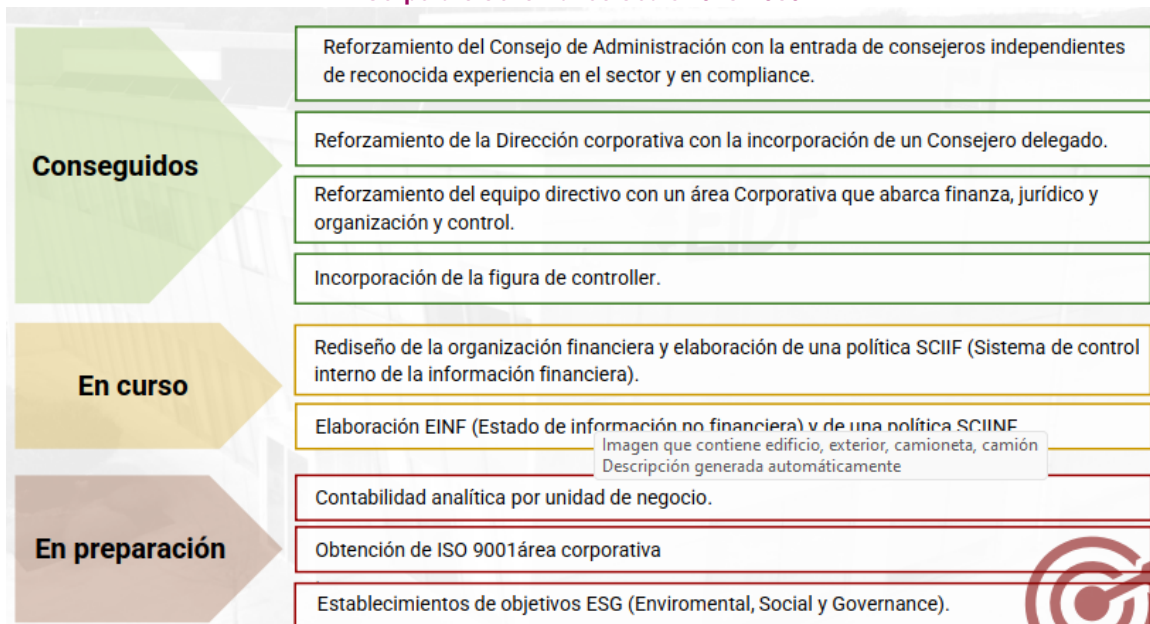 Reforzamiento del Consejo de Administración con la entrada de consejeros independientes
de reconocida experiencia en el sector y en compliance.
Conseguidos
Reforzamiento de la Dirección corporativa con la incorporación de un Consejero delegado.
Reforzamiento del equipo directivo con un área Corporativa que abarca finanza, jurídico y
organización y control.
Incorporación de la figura de controller.
En curso
Rediseño de la organización financiera y elaboración de una política SCIIF (Sistema de control
interno de la información financiera).
Elaboración EINF (Estado de información no financiera) y de una política SCIINF
Imagen que contiene edificio, exterior, camioneta, camión
Descripción generada automáticamente
En preparación
Contabilidad analítica por unidad de negocio.
Obtención de ISO 9001área corporativa
Establecimientos de objetivos ESG (Enviromental, Social y Governance).